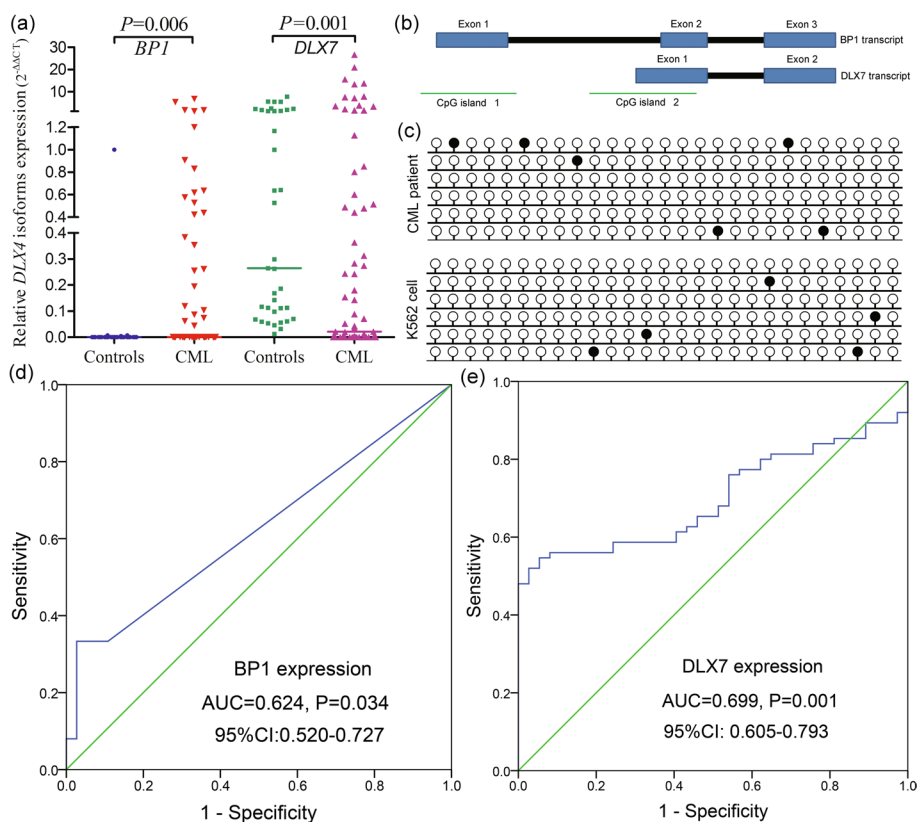 (a)
P=0.006
P=0.001
BP1
DLX7
Relative DLX4 isoforms expression (2-ΔΔCT)
30
25
20
15
10
5
1.2
1.0
0.8
0.6
0.4
0.4
0.3
0.2
0.1
0.0
Controls
CML
Controls
CML
(b)
Exon 1
Exon 2
Exon 3
BP1 transcript
Exon 1
Exon 2
DLX7 transcript
CpG island 1
CpG island 2
(c)
CML patient
K562 cell
(d)
Sensitivity
1.0
0.8
0.6
0.4
0.2
0.0
BP1 expression
AUC=0.624, P=0.034
95%CI:0.520-0.727
0.0
0.2
0.4
0.6
0.8
1.0
1 - Specificity
(e)
Sensitivity
1.0
0.8
0.6
0.4
0.2
0.0
DLX7 expression
AUC=0.699, P=0.001
95%CI: 0.605-0.793
0.0
0.2
0.4
0.6
0.8
1.0
1 - Specificity